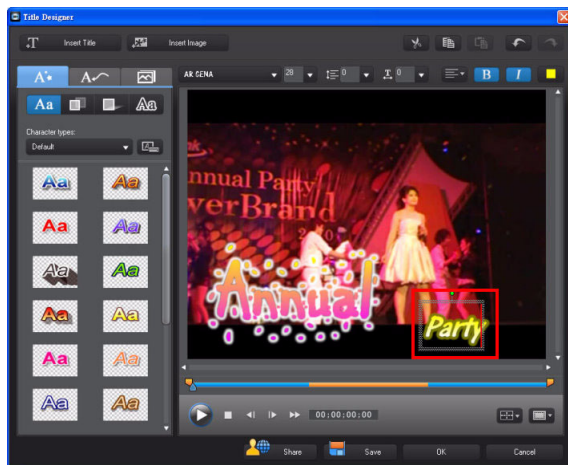 Title Designer
Insert Title
Insert Image
AR GENA
28
0
0
B
I
Aa
Aa
Character types:
Default
Aa Aa
Aa Aa
Aa Aa
Aa Aa
Aa Aa
Aa Aa
nnual Party
verBrand
Annual
Party
00:00:00:00
Share
Save
OK
Cancel